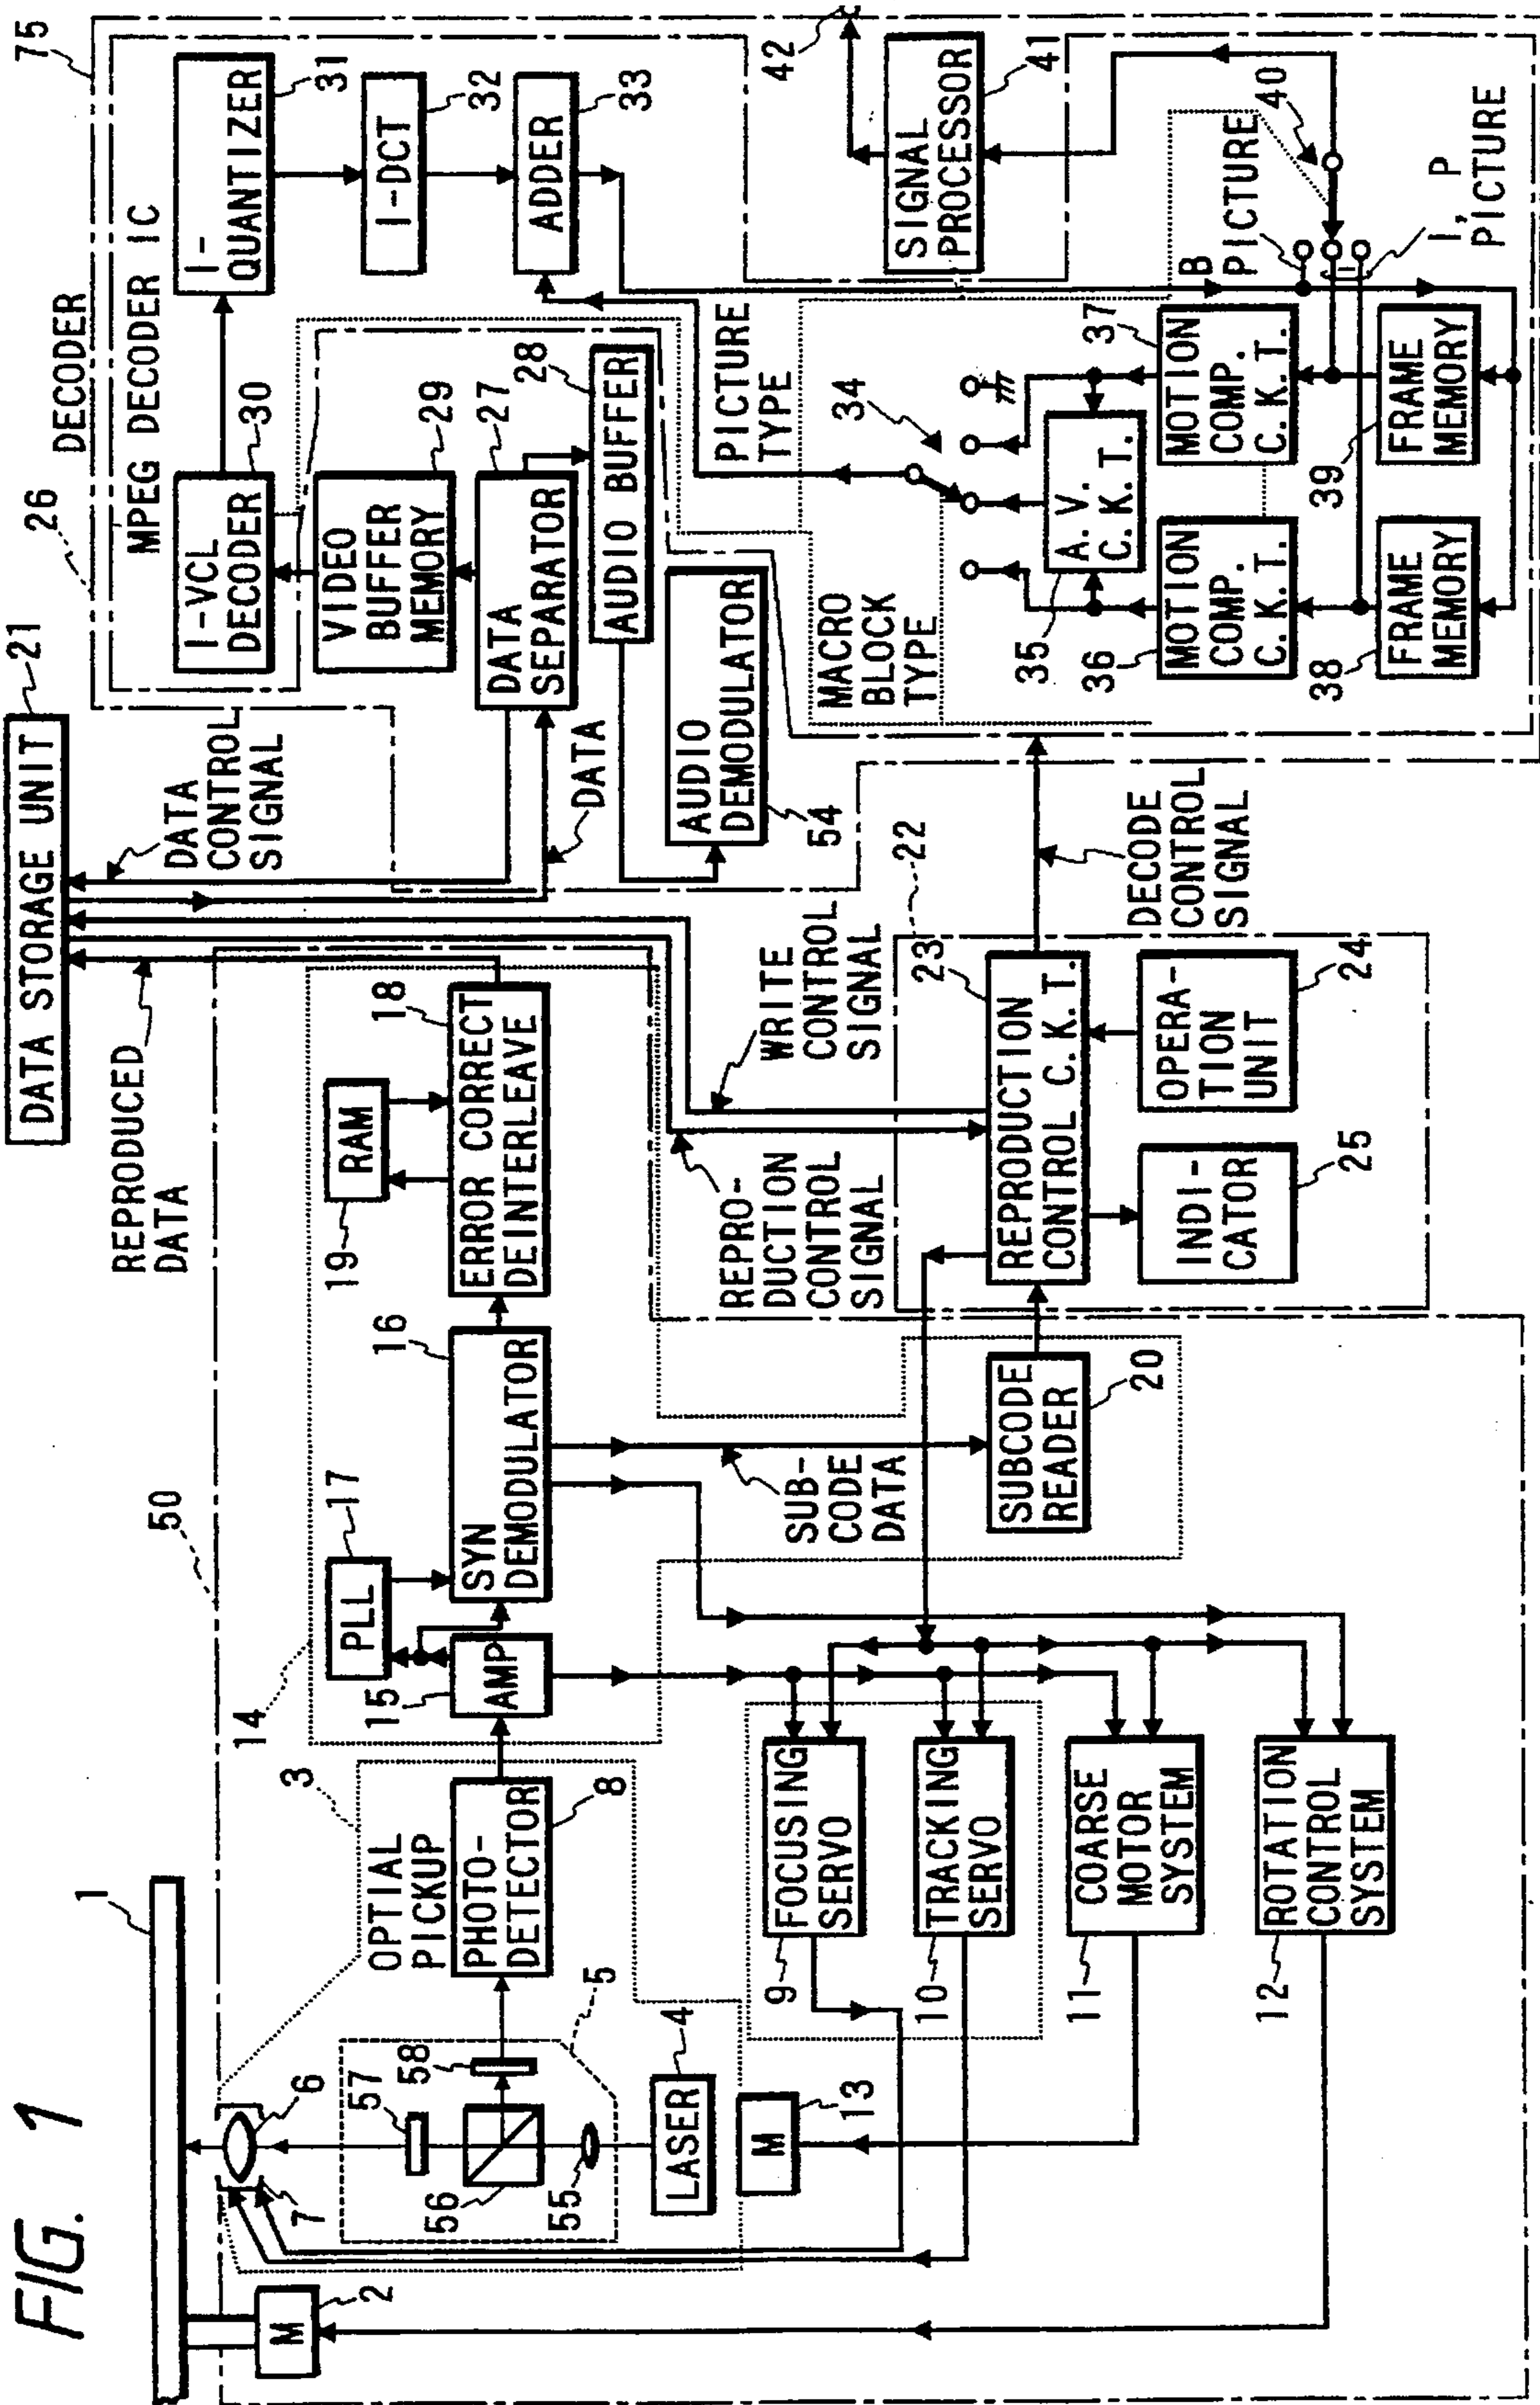 FIG. 1
1
2
M
3
OPTIAL
PICKUP
PHOTO-
DETECTOR
8
4
LASER
5
6
7
55
56
57
58
M
13
9
FOCUSING
SERVO
10
TRACKING
SERVO
11
COARSE
MOTOR
SYSTEM
12
ROTATION
CONTROL
SYSTEM
50
14
15
AMP
17
PLL
16
SYN
DEMODULATOR
18
ERROR CORRECT
DEINTERLEAVE
19
RAM
SUB-
CODE
DATA
SUBCODE
READER
20
REPRODUCED
DATA
DATA STORAGE UNIT
21
REPRO-
DUCTION
CONTROL
SIGNAL
WRITE
CONTROL
SIGNAL
22
23
REPRODUCTION
CONTROL C.K.T.
OPERA-
TION
UNIT
24
INDI-
CATOR
25
DECODE
CONTROL
SIGNAL
DATA
CONTROL
SIGNAL
DATA
26
DECODER
75
MPEG DECODER IC
I-VCL
DECODER
30
VIDEO
BUFFER
MEMORY
29
DATA
SEPARATOR
27
AUDIO BUFFER
28
AUDIO
DEMODULATOR
54
I-
QUANTIZER
31
I-DCT
32
ADDER
33
PICTURE
TYPE
34
MACRO
BLOCK
TYPE
A. V.
C. K. T.
35
36
MOTION
COMP.
C. K. T.
37
MOTION
COMP.
C. K. T.
38
FRAME
MEMORY
39
FRAME
MEMORY
B
PICTURE
I, P
PICTURE
40
SIGNAL
PROCESSOR
41
42